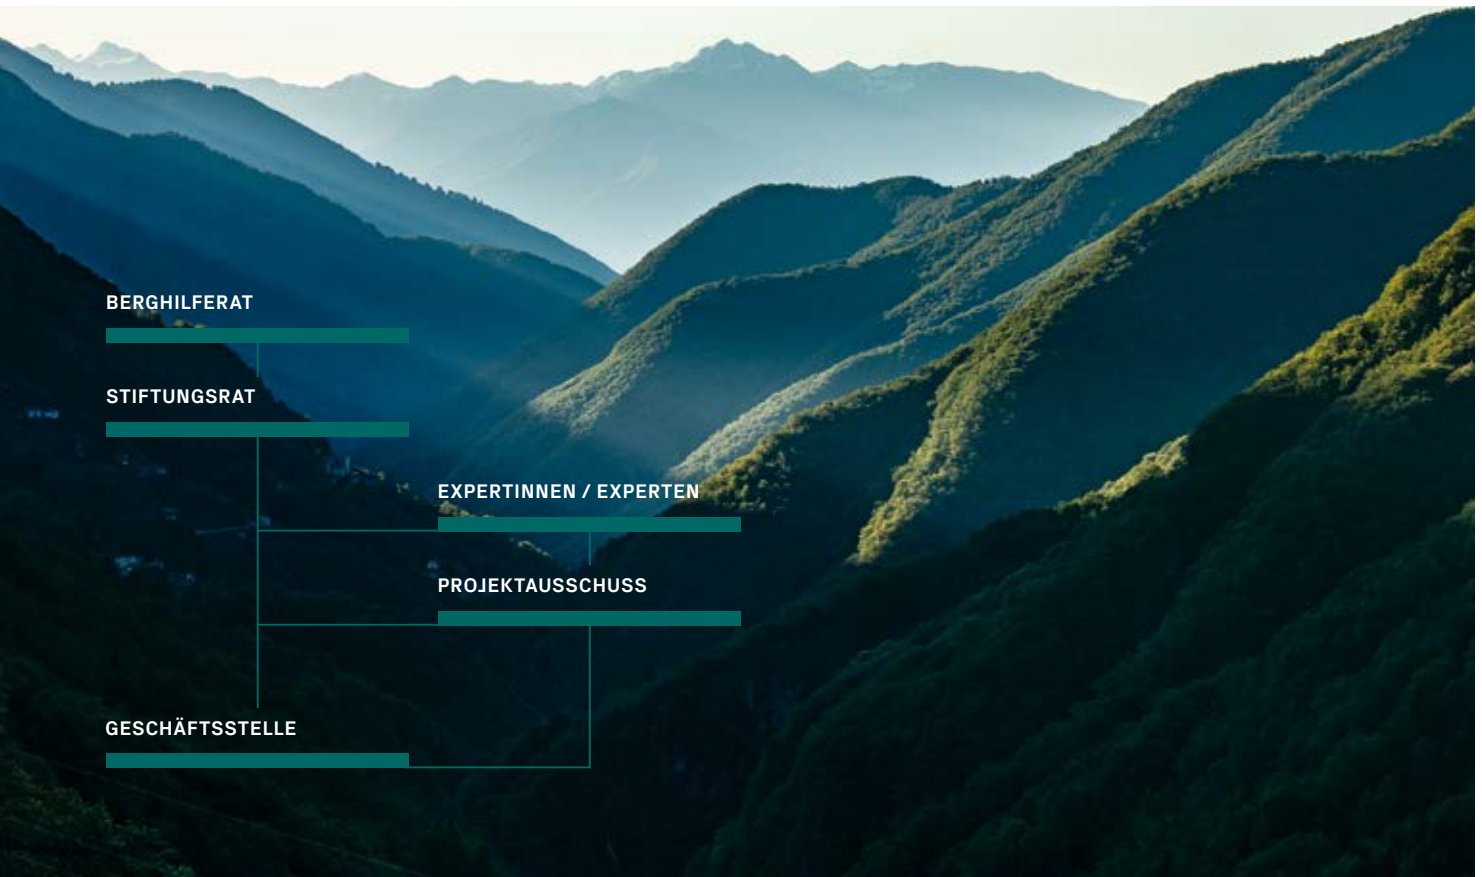 BERGHILFERAT
STIFTUNGSRAT
EXPERTINNEN / EXPERTEN
PROJEKTAUSSCHUSS
GESCHÄFTSSTELLE